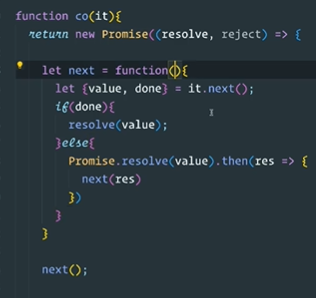 function co(it){
  return new Promise((resolve, reject) => {

    let next = function(){
      let {value, done} = it.next();
      if(done){
        resolve(value);
      }else{
        Promise.resolve(value).then(res => {
          next(res)
        })
      }
    }

    next();